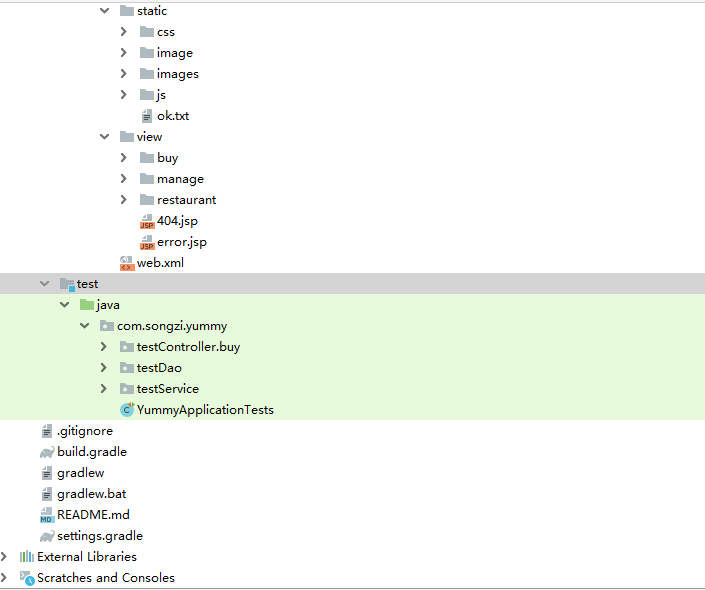 static
css
image
images
js
ok.txt
view
buy
manage
restaurant
JSP 404.jsp
JSP error.jsp
web.xml
test
java
com.songzi.yummy
testController.buy
testDao
testService
C YummyApplicationTests
.gitignore
build.gradle
gradlew
gradlew.bat
MD README.md
settings.gradle
External Libraries
Scratches and Consoles